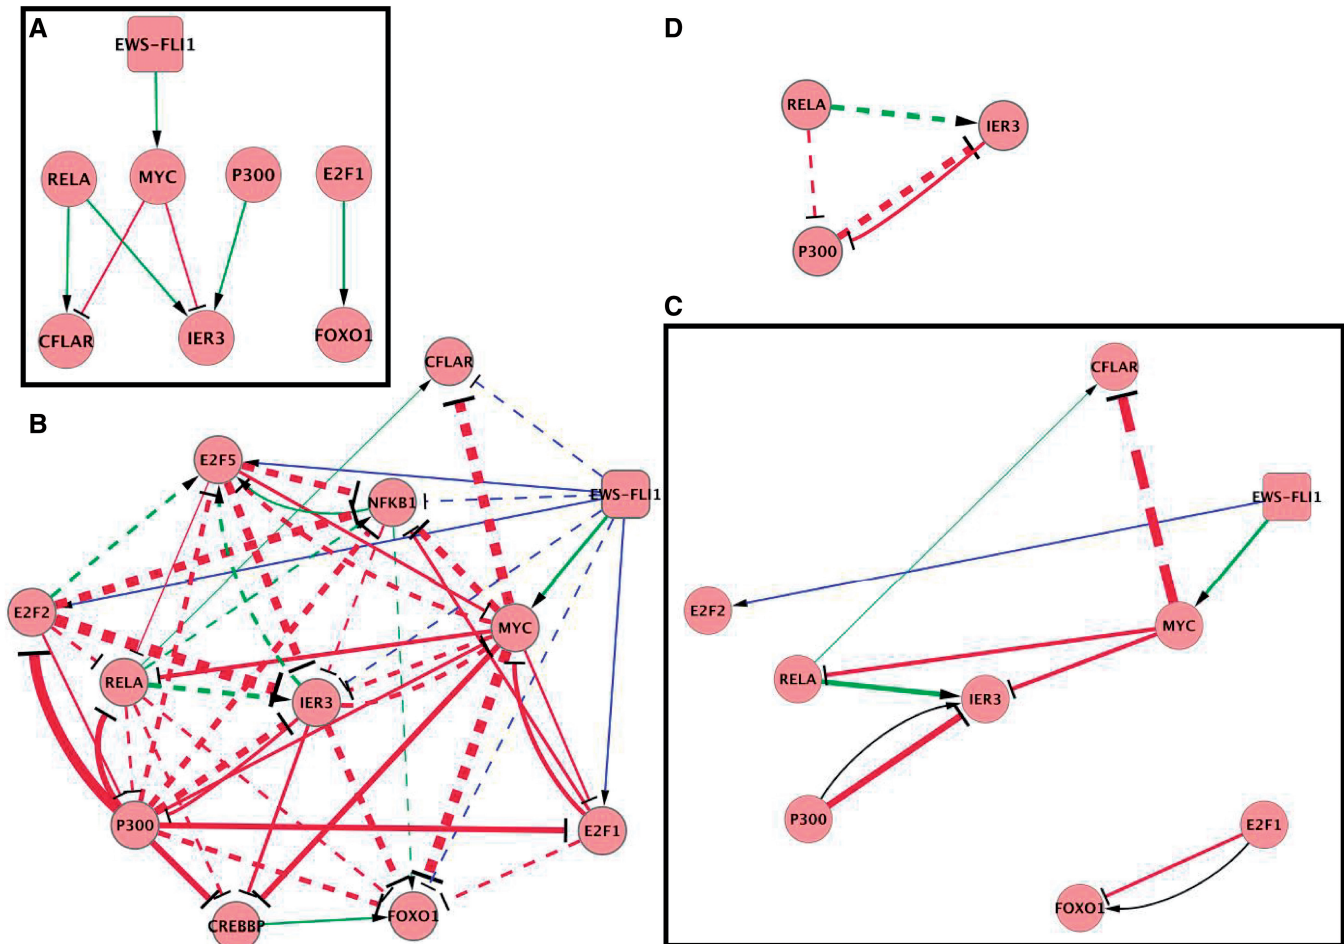 A
EWS-FLI1
RELA
MYC
P300
E2F1
CFLAR
IER3
FOXO1
D
RELA
IER3
P300
B
CFLAR
E2F5
NFKB1
EWS-FLI1
E2F2
MYC
RELA
IER3
P300
E2F1
CREBBP
FOXO1
C
CFLAR
EWS-FLI1
E2F2
MYC
RELA
IER3
P300
E2F1
FOXO1